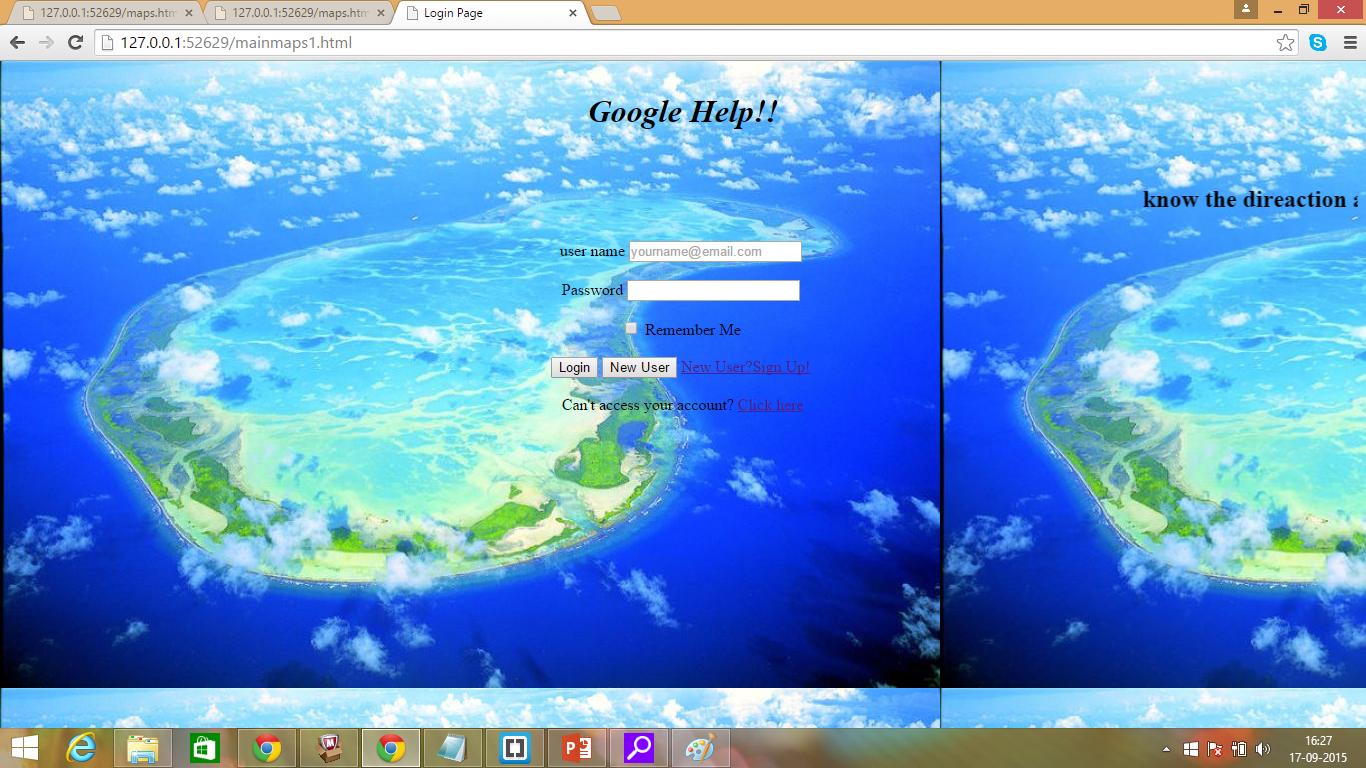 127.0.0.1:52629/maps.htm
127.0.0.1:52629/maps.htm
Login Page
127.0.0.1:52629/mainmaps1.html
Google Help!!
know the direaction a
user name yourname@email.com
Password
Remember Me
Login New User New User?Sign Up!
Can't access your account? Click here
16:27
17-09-2015